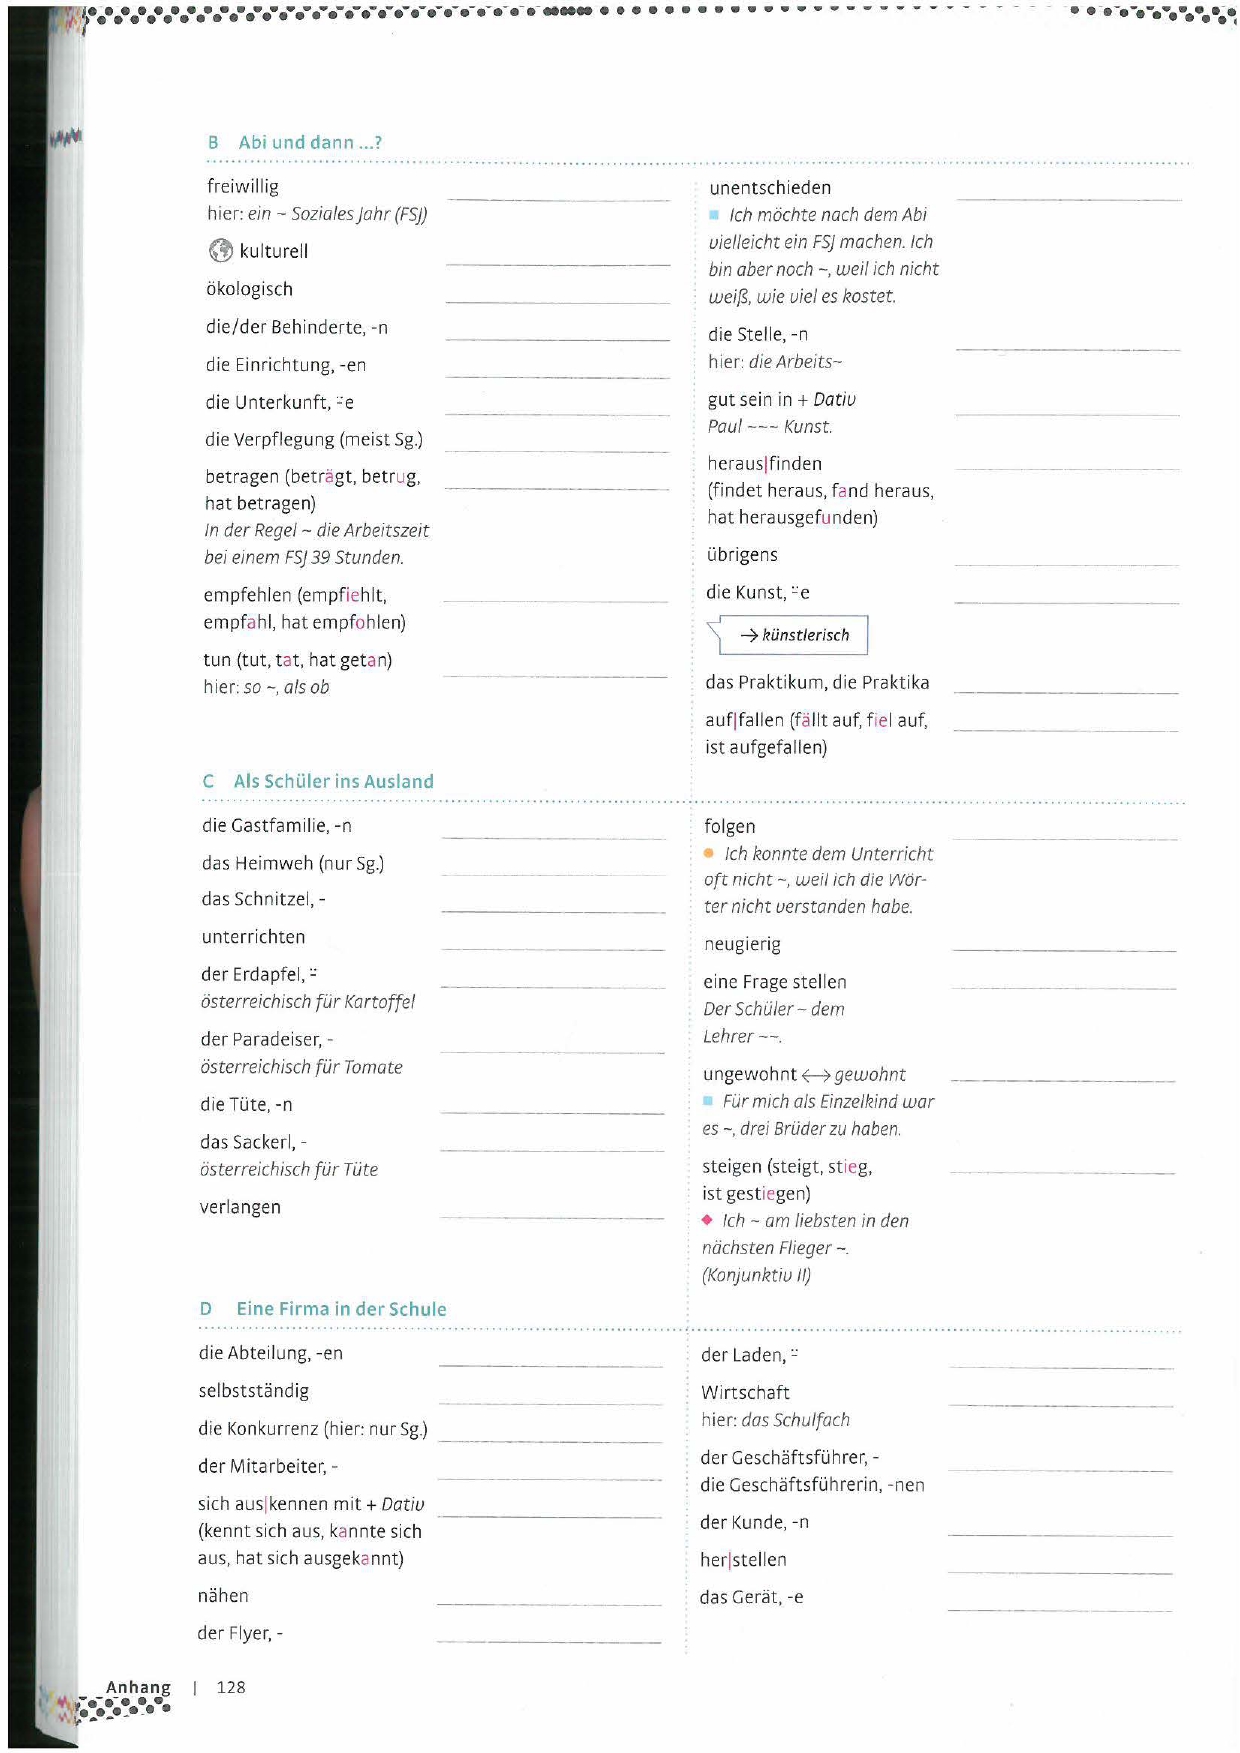 B Abi und dann ...?
freiwillig
hier: ein ~ Soziales Jahr (FSJ)
kulturell
ökologisch
die/der Behinderte, -n
die Einrichtung, -en
die Unterkunft, ⸚e
die Verpflegung (meist Sg.)
betragen (beträgt, betrug,
hat betragen)
In der Regel ~ die Arbeitszeit
bei einem FSJ 39 Stunden.
empfehlen (empfiehlt,
empfahl, hat empfohlen)
tun (tut, tat, hat getan)
hier: so ~, als ob
unentschieden
Ich möchte nach dem Abi
vielleicht ein FSJ machen. Ich
bin aber noch ~, weil ich nicht
weiß, wie viel es kostet.
die Stelle, -n
hier: die Arbeits~
gut sein in + Dativ
Paul ~~~ Kunst.
heraus|finden
(findet heraus, fand heraus,
hat herausgefunden)
übrigens
die Kunst, ⸚e
→ künstlerisch
das Praktikum, die Praktika
auf|fallen (fällt auf, fiel auf,
ist aufgefallen)
C Als Schüler ins Ausland
die Gastfamilie, -n
das Heimweh (nur Sg.)
das Schnitzel, -
unterrichten
der Erdapfel, ⸚
österreichisch für Kartoffel
der Paradeiser, -
österreichisch für Tomate
die Tüte, -n
das Sackerl, -
österreichisch für Tüte
verlangen
folgen
Ich konnte dem Unterricht
oft nicht ~, weil ich die Wör-
ter nicht verstanden habe.
neugierig
eine Frage stellen
Der Schüler ~ dem
Lehrer ~~.
ungewohnt ↔ gewohnt
Für mich als Einzelkind war
es ~, drei Brüder zu haben.
steigen (steigt, stieg,
ist gestiegen)
Ich ~ am liebsten in den
nächsten Flieger ~.
(Konjunktiv II)
D Eine Firma in der Schule
die Abteilung, -en
selbstständig
die Konkurrenz (hier: nur Sg.)
der Mitarbeiter, -
sich aus|kennen mit + Dativ
(kennt sich aus, kannte sich
aus, hat sich ausgekannt)
nähen
der Flyer, -
der Laden, ⸚
Wirtschaft
hier: das Schulfach
der Geschäftsführer, -
die Geschäftsführerin, -nen
der Kunde, -n
her|stellen
das Gerät, -e
Anhang | 128